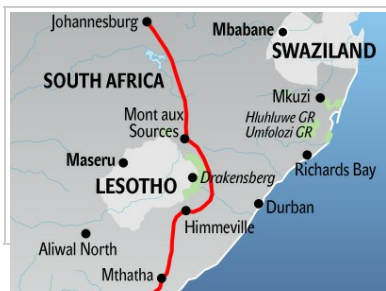 Johannesburg
Mbabane
SWAZILAND
SOUTH AFRICA
Mkuzi
Mont aux
Sources
Hluhluwe GR
Umfolozi GR
Maseru
LESOTHO
Drakensberg
Richards Bay
Durban
Himmeville
Aliwal North
Mthatha